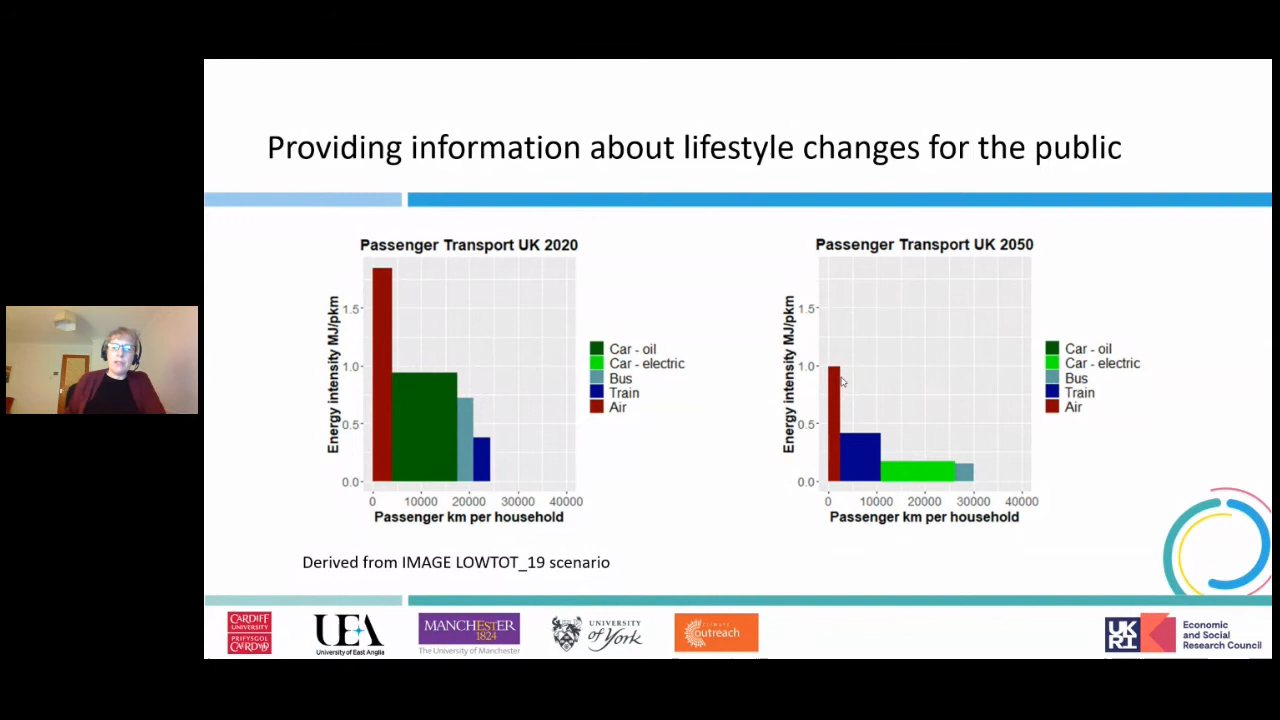 Providing information about lifestyle changes for the public
Passenger Transport UK 2020
Energy intensity MJ/pkm
1.5
1.0
0.5
0.0
0 10000 20000 30000 40000
Passenger km per household
Car - oil
Car - electric
Bus
Train
Air
Passenger Transport UK 2050
Energy intensity MJ/pkm
1.5
1.0
0.5
0.0
0 10000 20000 30000 40000
Passenger km per household
Car - oil
Car - electric
Bus
Train
Air
Derived from IMAGE LOWTOT_19 scenario
CARDIFF
UNIVERSITY
PRIFYSGOL
CAERDYDD
UEA
University of East Anglia
MANCHESTER
1824
The University of Manchester
UNIVERSITY
of York
CLIMATE
outreach
UK
RI
Economic
and Social
Research Council